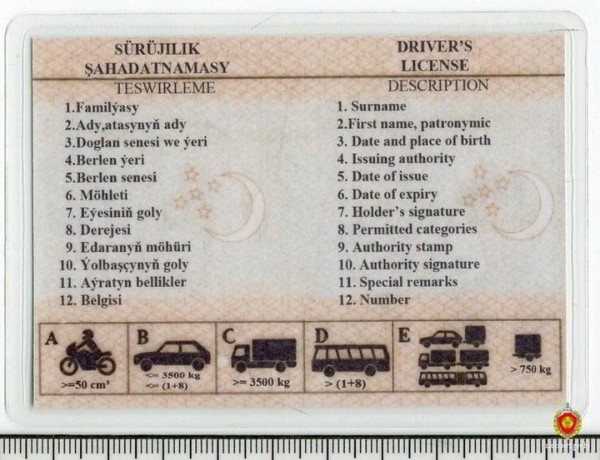 SÜRÜJILIK
ŞAHADATNAMASY
TESWIRLEME
1.Familýasy
2.Ady,atasynyň ady
3.Doglan senesi we ýeri
4.Berlen ýeri
5.Berlen senesi
6. Möhleti
7. Eýesiniň goly
8. Derejesi
9. Edaranyň möhüri
10. Ýolbaşçynyň goly
11. Aýratyn bellikler
12. Belgisi
DRIVER'S
LICENSE
DESCRIPTION
1. Surname
2.First name, patronymic
3. Date and place of birth
4. Issuing authority
5. Date of issue
6. Date of expiry
7. Holder's signature
8. Permitted categories
9. Authority stamp
10. Authority signature
11. Special remarks
12. Number
A
>=50 cm³
B
<= 3500 kg
<= (1+8)
C
>= 3500 kg
D
> (1+8)
E
> 750 kg